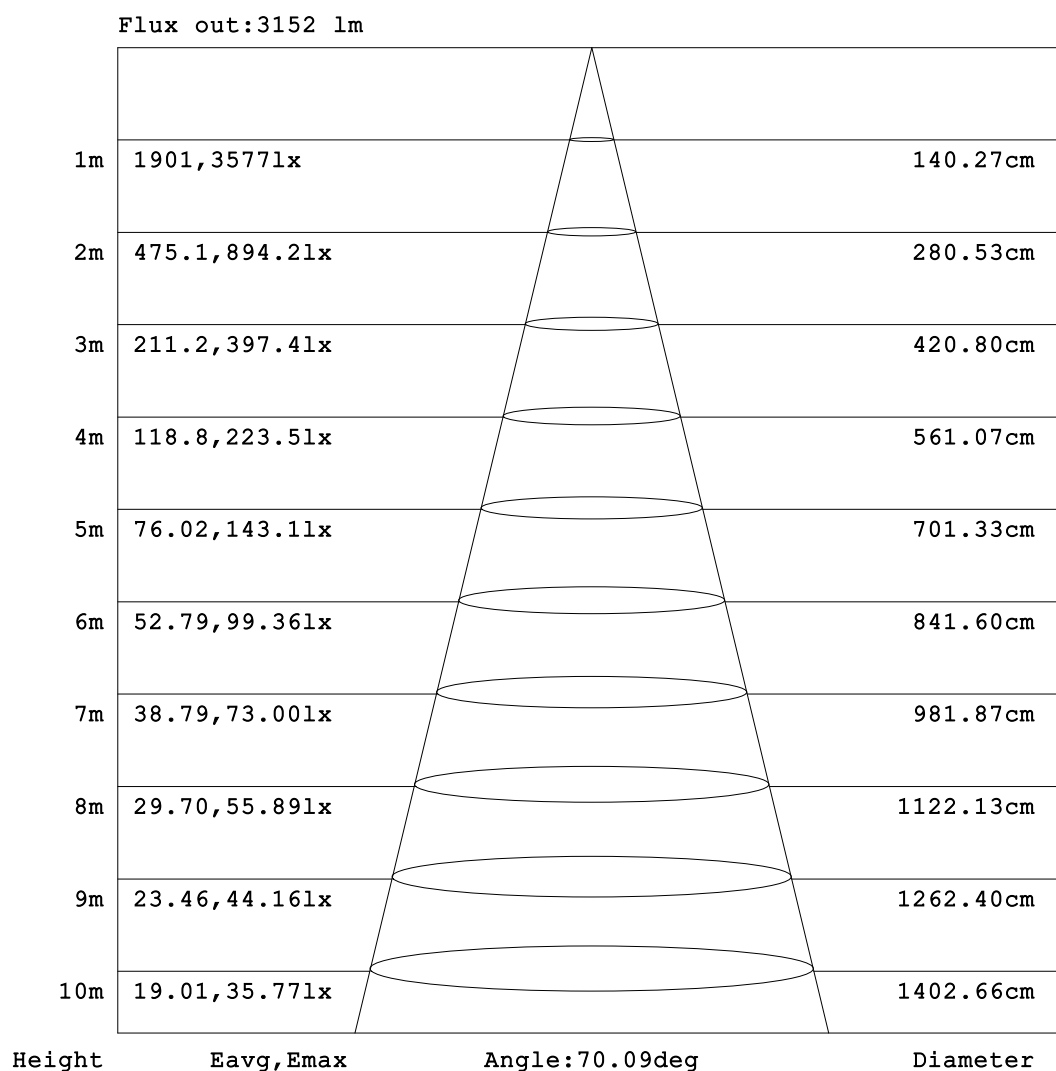 Flux out:3152 lm
1m 1901,3577lx 140.27cm
2m 475.1,894.2lx 280.53cm
3m 211.2,397.4lx 420.80cm
4m 118.8,223.5lx 561.07cm
5m 76.02,143.1lx 701.33cm
6m 52.79,99.36lx 841.60cm
7m 38.79,73.00lx 981.87cm
8m 29.70,55.89lx 1122.13cm
9m 23.46,44.16lx 1262.40cm
10m 19.01,35.77lx 1402.66cm
Height Eavg,Emax Angle:70.09deg Diameter